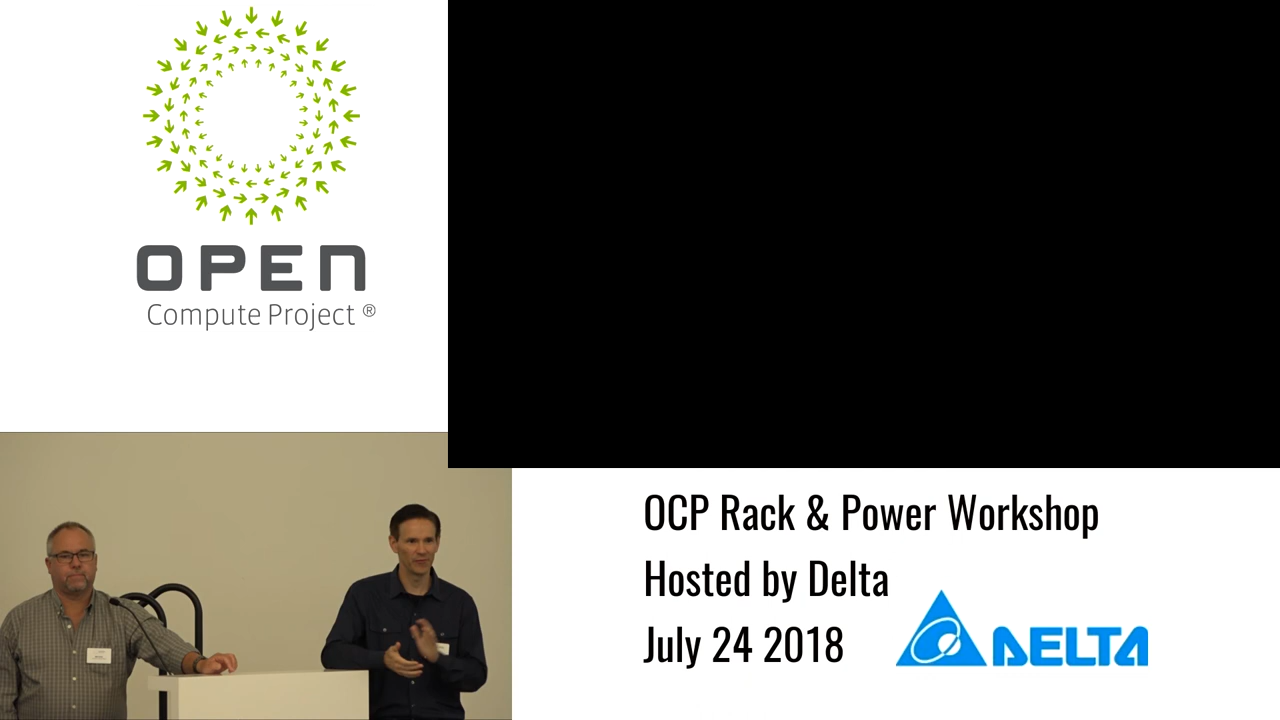 OPEN
Compute Project ®
OCP Rack & Power Workshop
Hosted by Delta
July 24 2018
DELTA